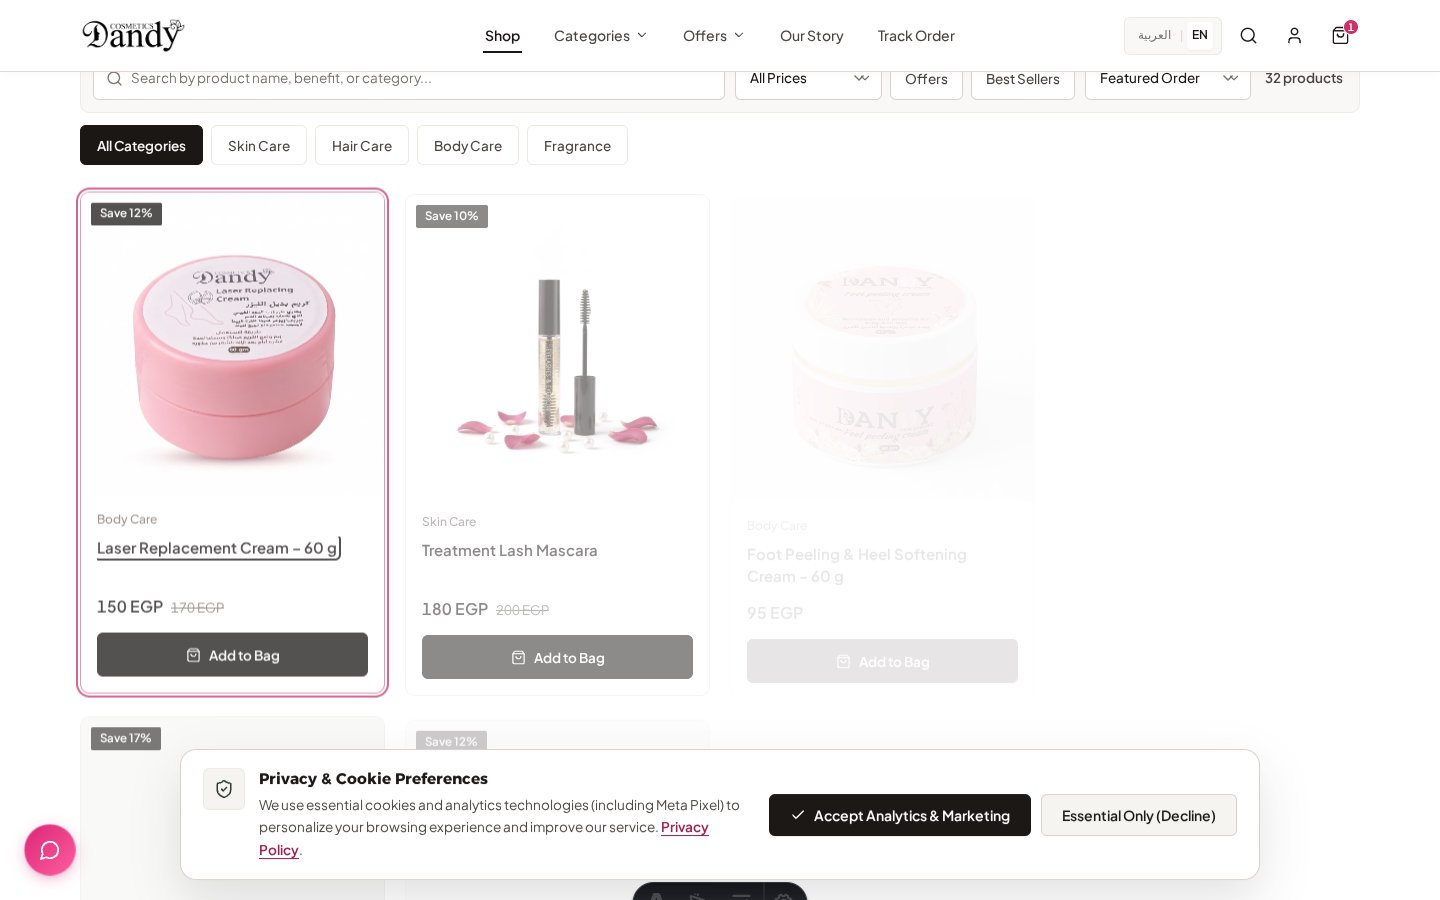 COSMETICS
Dandy
Shop
Categories
Offers
Our Story
Track Order
العربية | EN
1
Search by product name, benefit, or category...
All Prices
Offers
Best Sellers
Featured Order
32 products
All Categories
Skin Care
Hair Care
Body Care
Fragrance
Save 12%
Dandy
Laser Replacing
Cream
كريم بديل الليزر
60 gm
Body Care
Laser Replacement Cream – 60 g
150 EGP 170 EGP
Add to Bag
Save 10%
Skin Care
Treatment Lash Mascara
180 EGP 200 EGP
Add to Bag
Foot peeling cream
Body Care
Foot Peeling & Heel Softening
Cream – 60 g
95 EGP
Add to Bag
Save 17%
Save 12%
Privacy & Cookie Preferences
We use essential cookies and analytics technologies (including Meta Pixel) to
personalize your browsing experience and improve our service. Privacy
Policy.
Accept Analytics & Marketing
Essential Only (Decline)